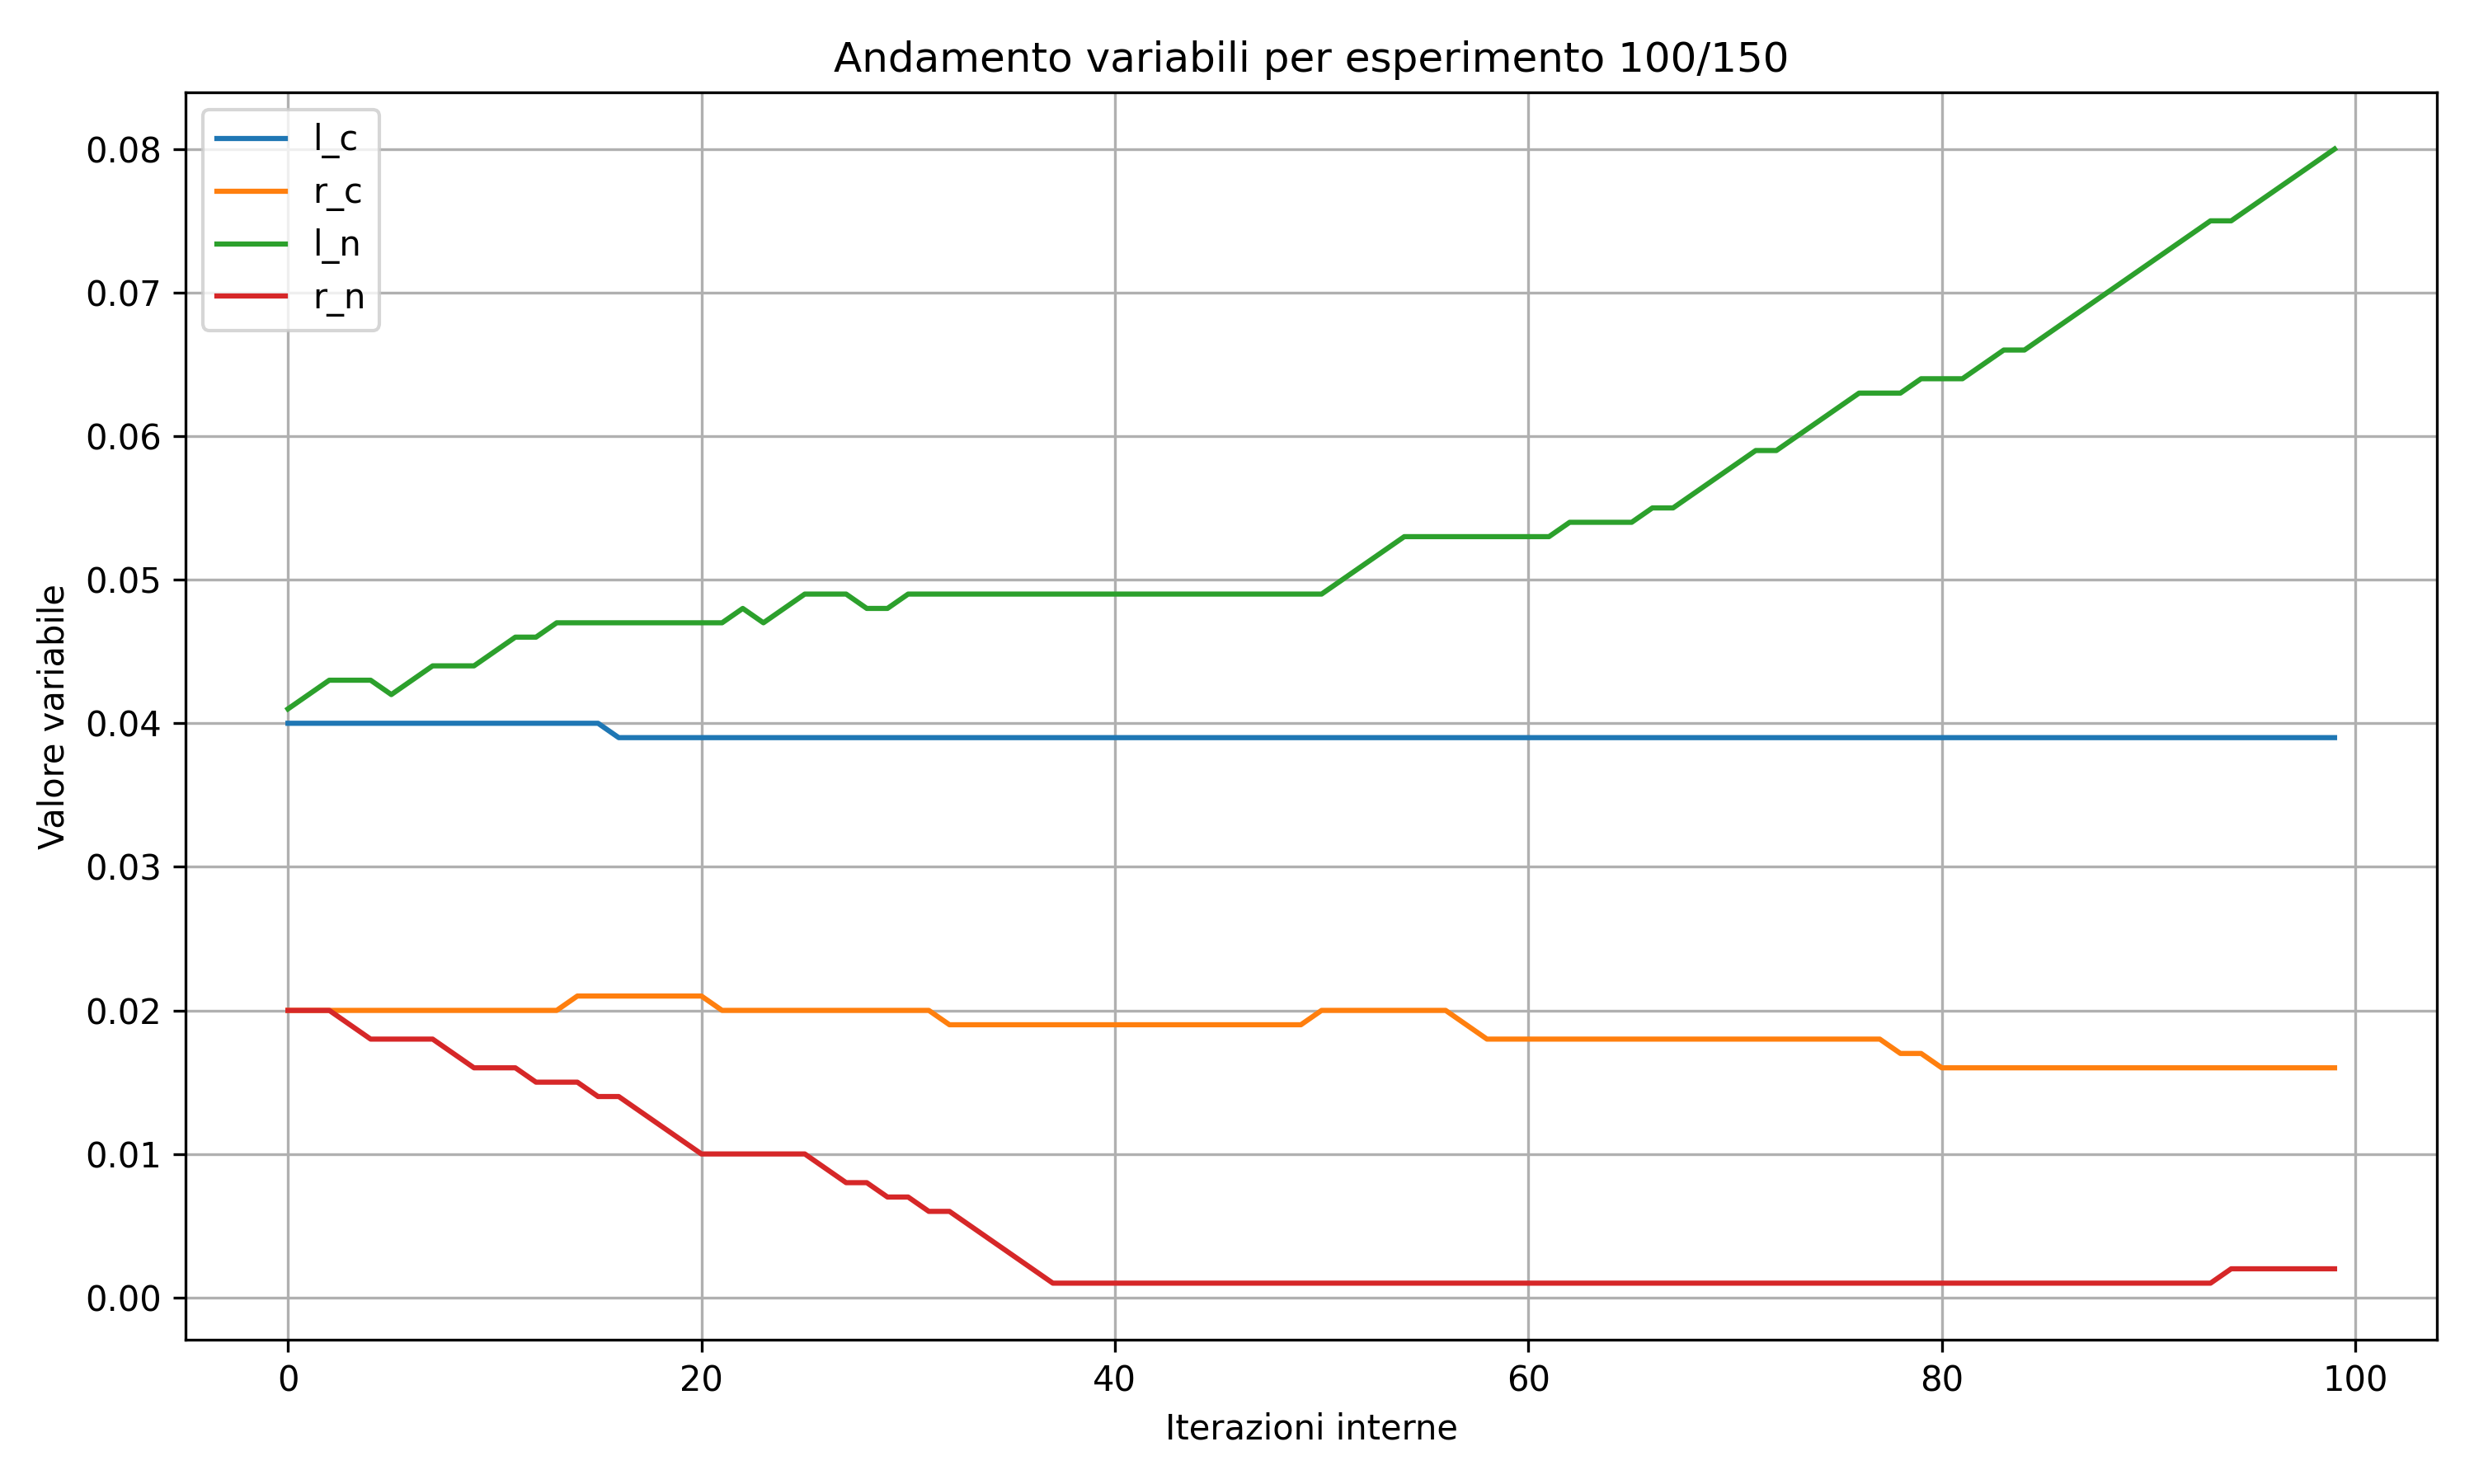 Andamento variabili per esperimento 100/150
l_c
r_c
l_n
r_n
0.08
0.07
0.06
0.05
0.04
0.03
0.02
0.01
0.00
Valore variabile
0 20 40 60 80 100
Iterazioni interne